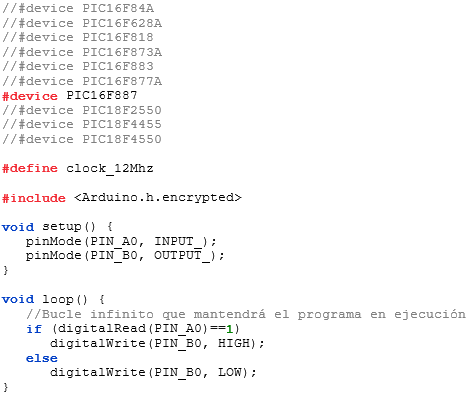 //#device PIC16F84A
//#device PIC16F628A
//#device PIC16F818
//#device PIC16F873A
//#device PIC16F883
//#device PIC16F877A
#device PIC16F887
//#device PIC18F2550
//#device PIC18F4455
//#device PIC18F4550
#define clock_12Mhz
#include <Arduino.h.encrypted>
void setup() {
pinMode(PIN_A0, INPUT_);
pinMode(PIN_B0, OUTPUT_);
}
void loop() {
//Bucle infinito que mantendrá el programa en ejecución
if (digitalRead(PIN_A0)==1)
digitalWrite(PIN_B0, HIGH);
else
digitalWrite(PIN_B0, LOW);
}